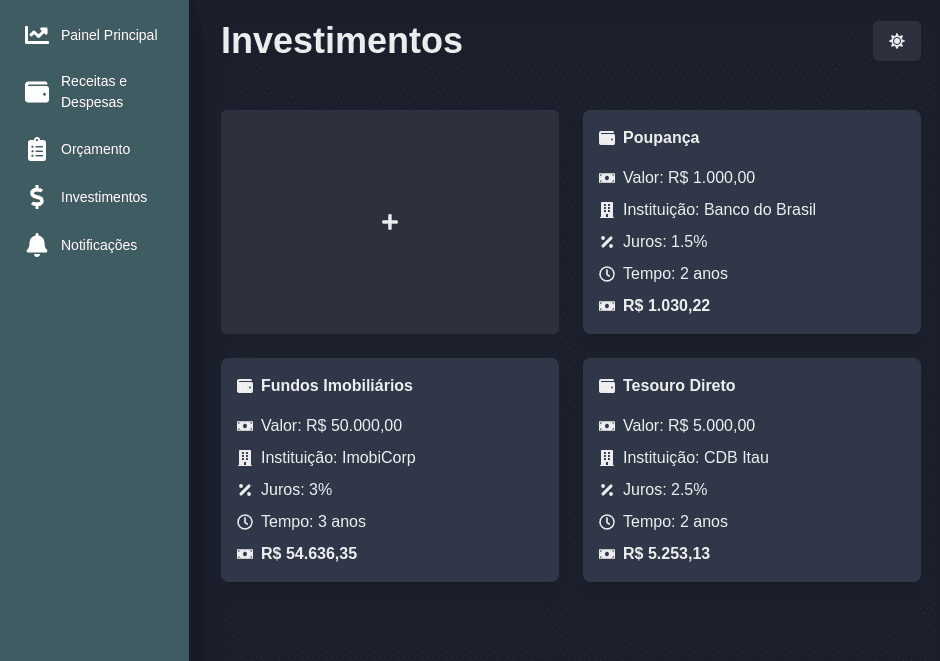 Painel Principal
Receitas e
Despesas
Orçamento
Investimentos
Notificações
Investimentos
Poupança
Valor: R$ 1.000,00
Instituição: Banco do Brasil
Juros: 1.5%
Tempo: 2 anos
R$ 1.030,22
Fundos Imobiliários
Valor: R$ 50.000,00
Instituição: ImobiCorp
Juros: 3%
Tempo: 3 anos
R$ 54.636,35
Tesouro Direto
Valor: R$ 5.000,00
Instituição: CDB Itau
Juros: 2.5%
Tempo: 2 anos
R$ 5.253,13